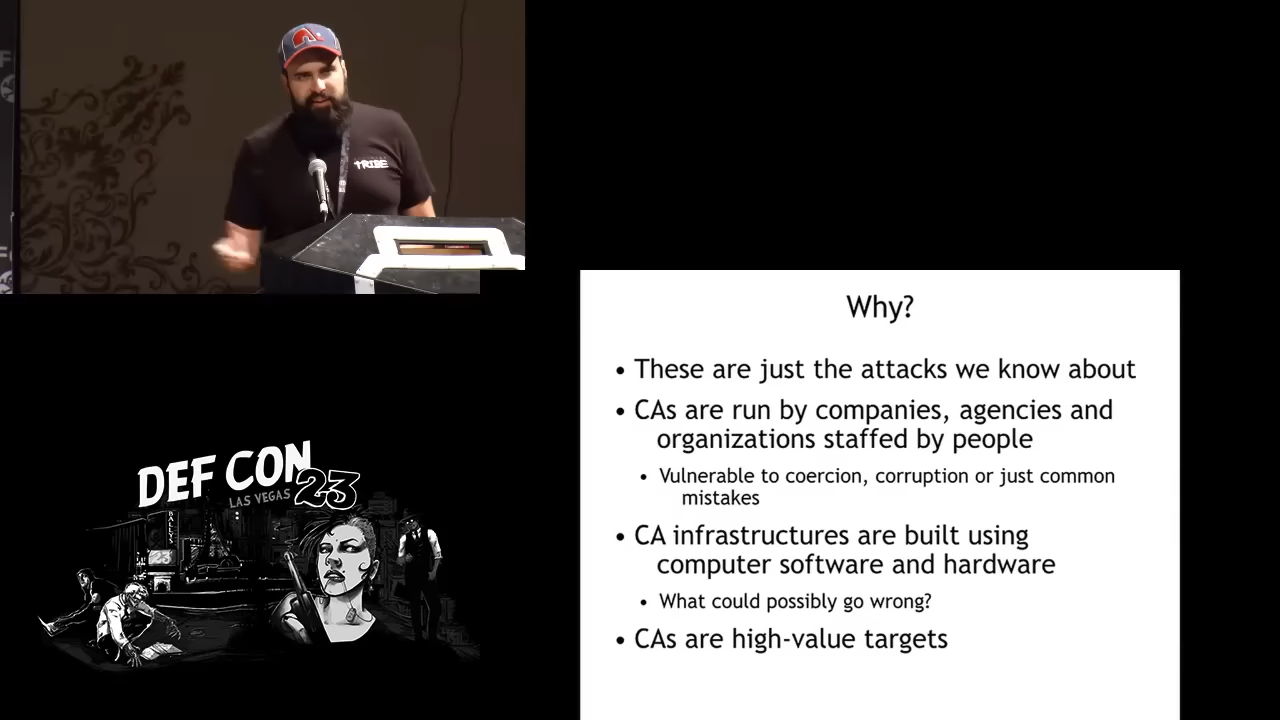 TRIBE
Why?
• These are just the attacks we know about
• CAs are run by companies, agencies and
organizations staffed by people
• Vulnerable to coercion, corruption or just common
mistakes
• CA infrastructures are built using
computer software and hardware
• What could possibly go wrong?
• CAs are high-value targets
DEF CON
LAS VEGAS 23
BALLYS